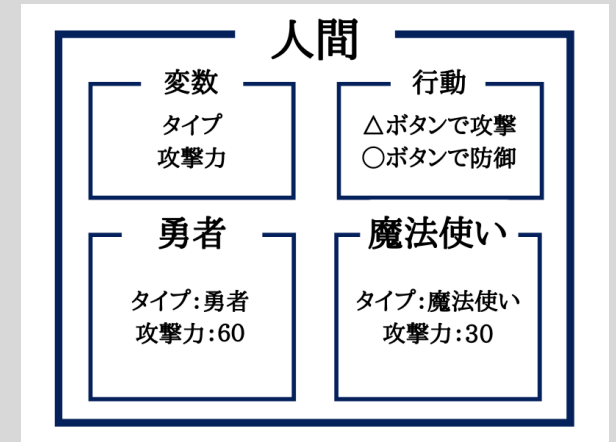 人間
変数
タイプ
攻撃力
行動
△ボタンで攻撃
〇ボタンで防御
勇者
タイプ:勇者
攻撃力:60
魔法使い
タイプ:魔法使い
攻撃力:30